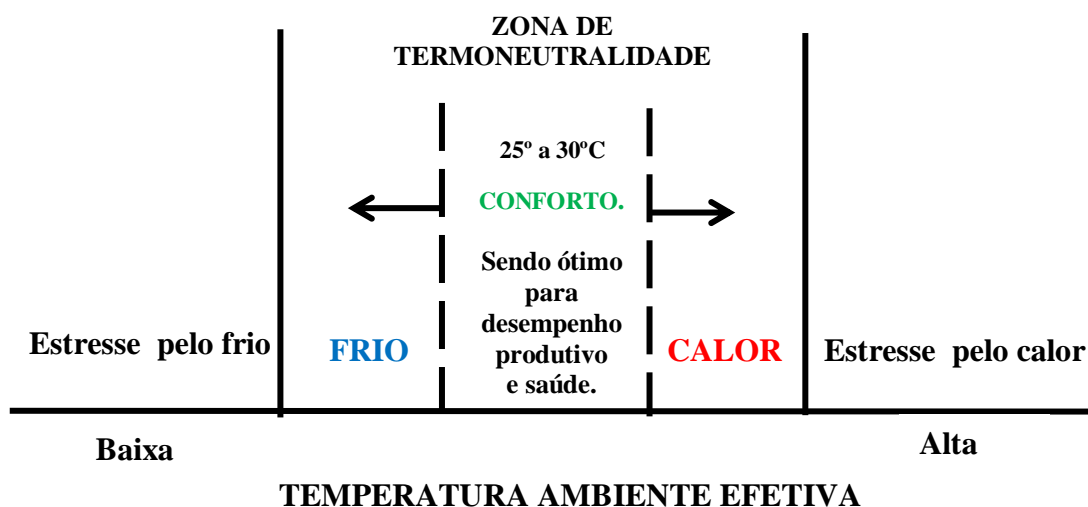 ZONA DE
TERMONEUTRALIDADE
25º a 30ºC
CONFORTO.
Sendo ótimo
para
desempenho
produtivo
e saúde.
Estresse pelo frio
FRIO
CALOR
Estresse pelo calor
Baixa
Alta
TEMPERATURA AMBIENTE EFETIVA